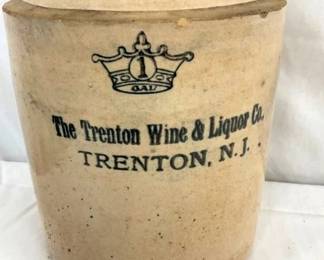 1
GAL
The Trenton Wine & Liquor Co.
TRENTON, N.J.